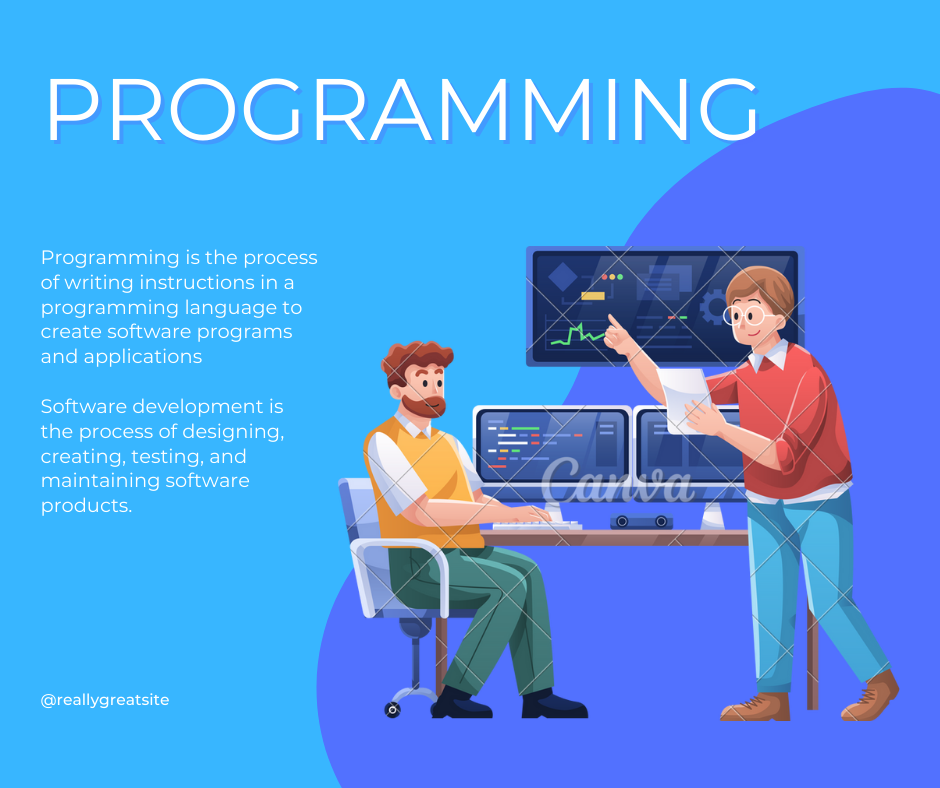 PROGRAMMING
Programming is the process
of writing instructions in a
programming language to
create software programs
and applications
Software development is
the process of designing,
creating, testing, and
maintaining software
products.
Canva
@reallygreatsite